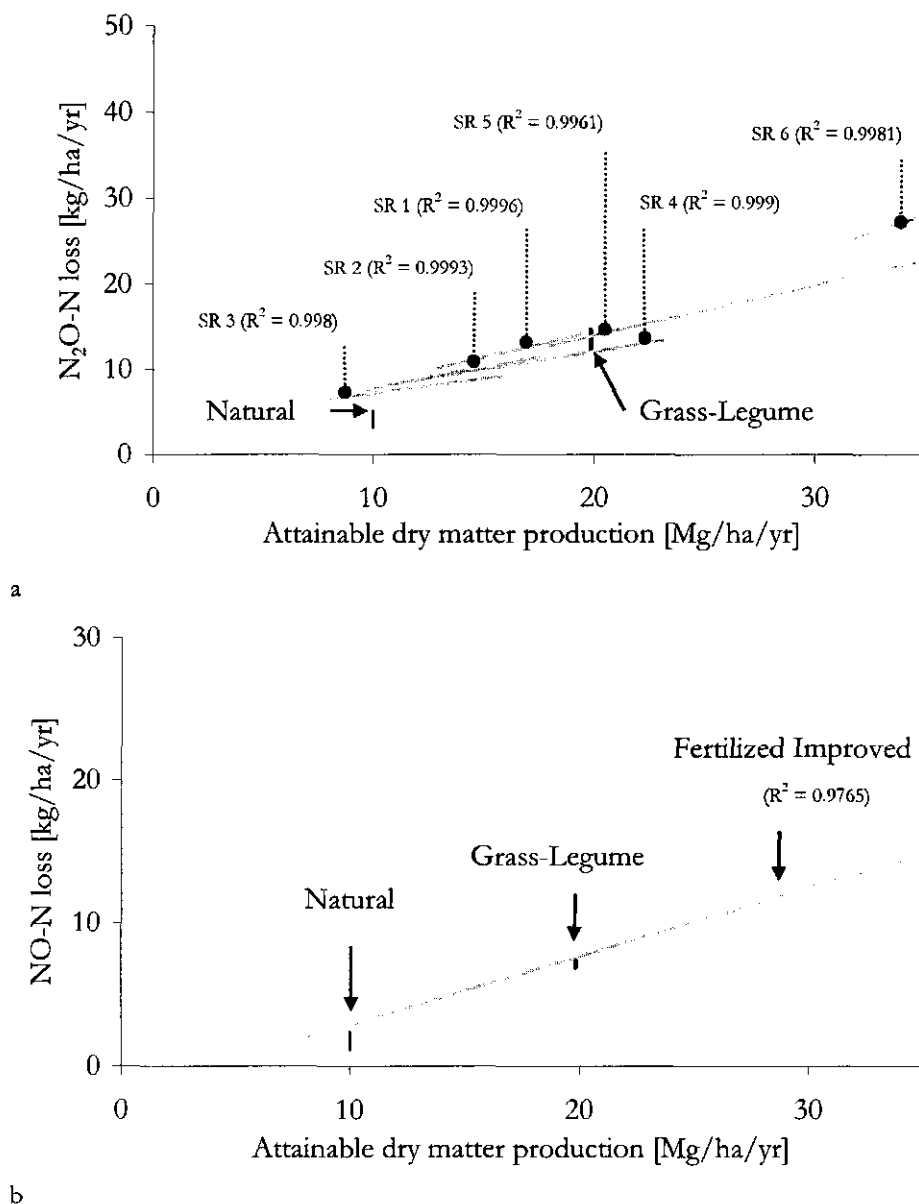 50
40
30
20
10
0
N₂O-N loss [kg/ha/yr]
SR 5 (R² = 0.9961)
SR 6 (R² = 0.9981)
SR 1 (R² = 0.9996)
SR 4 (R² = 0.999)
SR 2 (R² = 0.9993)
SR 3 (R² = 0.998)
Natural
Grass-Legume
0 10 20 30
Attainable dry matter production [Mg/ha/yr]
a
30
20
10
0
NO-N loss [kg/ha/yr]
Fertilized Improved
(R² = 0.9765)
Grass-Legume
Natural
0 10 20 30
Attainable dry matter production [Mg/ha/yr]
b